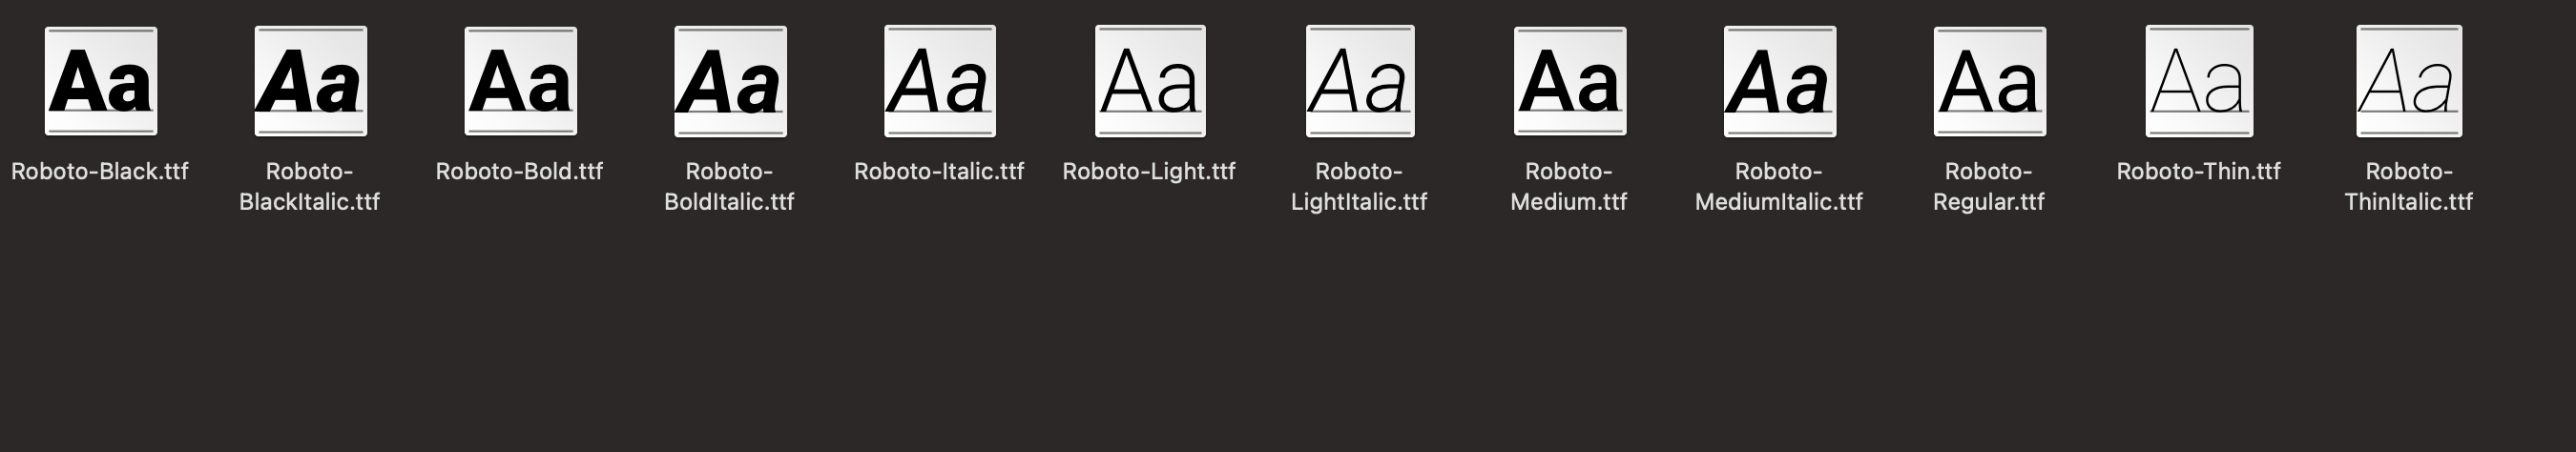 Aa Aa Aa Aa Aa Aa Aa Aa Aa Aa Aa Aa
Roboto-Black.ttf
Roboto-
BlackItalic.ttf
Roboto-Bold.ttf
Roboto-
BoldItalic.ttf
Roboto-Italic.ttf
Roboto-Light.ttf
Roboto-
LightItalic.ttf
Roboto-
Medium.ttf
Roboto-
MediumItalic.ttf
Roboto-
Regular.ttf
Roboto-Thin.ttf
Roboto-
ThinItalic.ttf